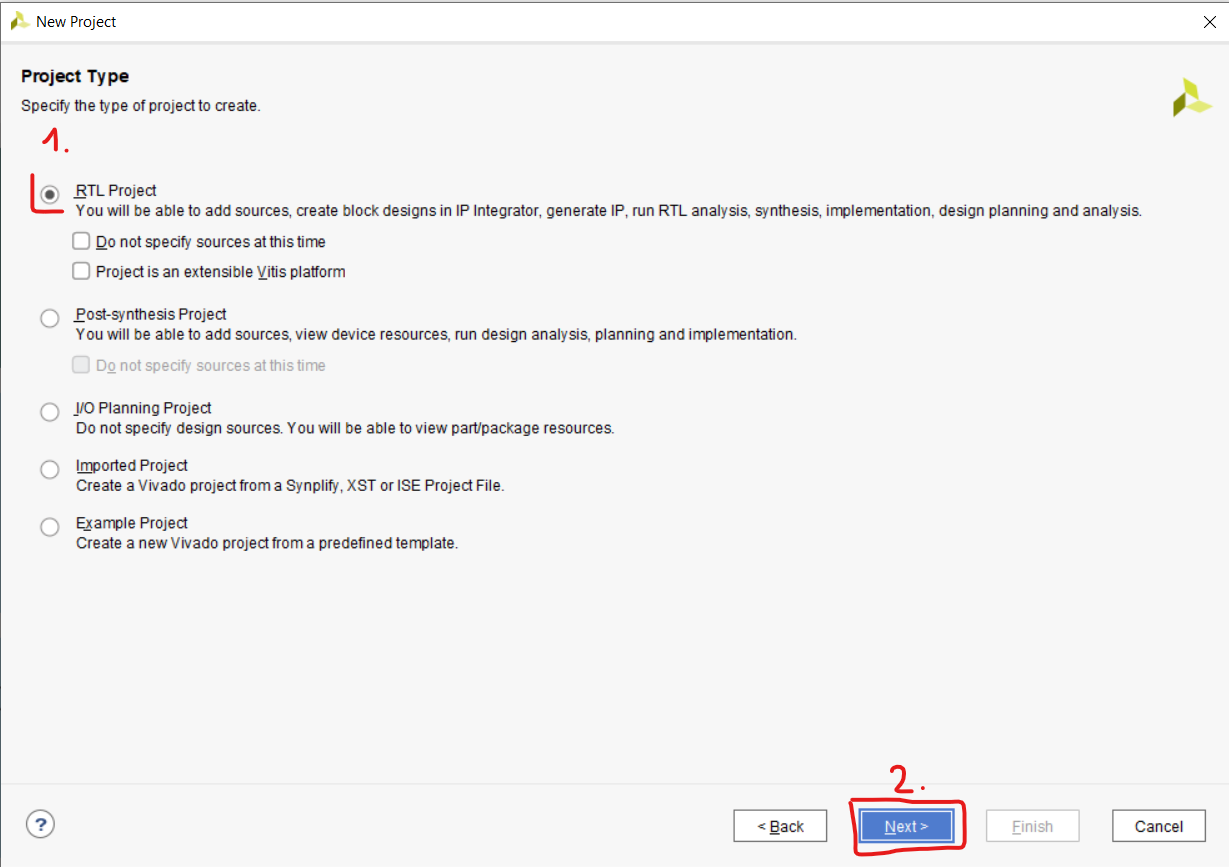 New Project
Project Type
Specify the type of project to create.
1.
RTL Project
You will be able to add sources, create block designs in IP Integrator, generate IP, run RTL analysis, synthesis, implementation, design planning and analysis.
Do not specify sources at this time
Project is an extensible Vitis platform
Post-synthesis Project
You will be able to add sources, view device resources, run design analysis, planning and implementation.
Do not specify sources at this time
I/O Planning Project
Do not specify design sources. You will be able to view part/package resources.
Imported Project
Create a Vivado project from a Synplify, XST or ISE Project File.
Example Project
Create a new Vivado project from a predefined template.
2.
? < Back Next > Finish Cancel